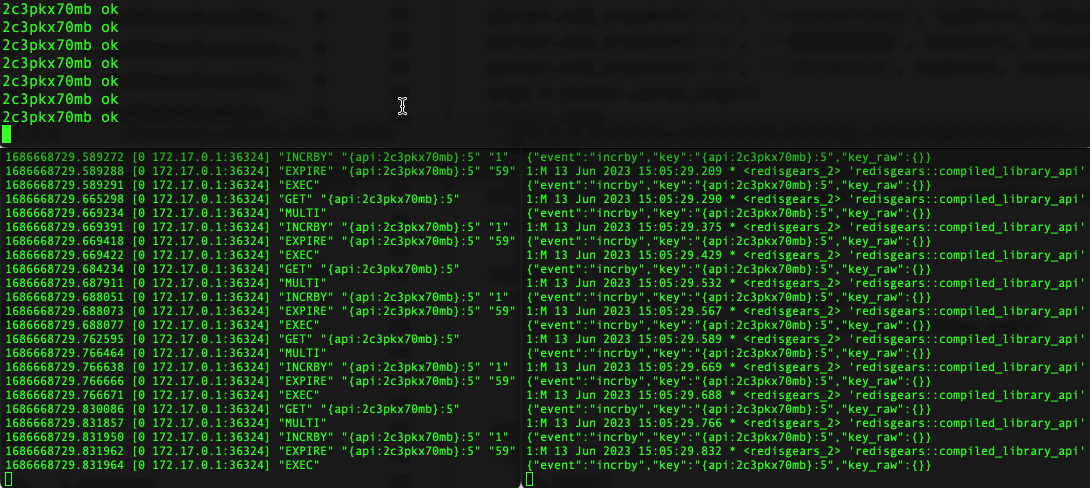 2c3pkx70mb ok
2c3pkx70mb ok
2c3pkx70mb ok
2c3pkx70mb ok
2c3pkx70mb ok
2c3pkx70mb ok
2c3pkx70mb ok
1686668729.589272 [0 172.17.0.1:36324] "INCRBY" "{api:2c3pkx70mb}:5" "1"
1686668729.589288 [0 172.17.0.1:36324] "EXPIRE" "{api:2c3pkx70mb}:5" "59"
1686668729.589291 [0 172.17.0.1:36324] "EXEC"
1686668729.665298 [0 172.17.0.1:36324] "GET" "{api:2c3pkx70mb}:5"
1686668729.669234 [0 172.17.0.1:36324] "MULTI"
1686668729.669391 [0 172.17.0.1:36324] "INCRBY" "{api:2c3pkx70mb}:5" "1"
1686668729.669418 [0 172.17.0.1:36324] "EXPIRE" "{api:2c3pkx70mb}:5" "59"
1686668729.669422 [0 172.17.0.1:36324] "EXEC"
1686668729.684234 [0 172.17.0.1:36324] "GET" "{api:2c3pkx70mb}:5"
1686668729.687911 [0 172.17.0.1:36324] "MULTI"
1686668729.688051 [0 172.17.0.1:36324] "INCRBY" "{api:2c3pkx70mb}:5" "1"
1686668729.688073 [0 172.17.0.1:36324] "EXPIRE" "{api:2c3pkx70mb}:5" "59"
1686668729.688077 [0 172.17.0.1:36324] "EXEC"
1686668729.762595 [0 172.17.0.1:36324] "GET" "{api:2c3pkx70mb}:5"
1686668729.766464 [0 172.17.0.1:36324] "MULTI"
1686668729.766638 [0 172.17.0.1:36324] "INCRBY" "{api:2c3pkx70mb}:5" "1"
1686668729.766666 [0 172.17.0.1:36324] "EXPIRE" "{api:2c3pkx70mb}:5" "59"
1686668729.766671 [0 172.17.0.1:36324] "EXEC"
1686668729.830086 [0 172.17.0.1:36324] "GET" "{api:2c3pkx70mb}:5"
1686668729.831857 [0 172.17.0.1:36324] "MULTI"
1686668729.831950 [0 172.17.0.1:36324] "INCRBY" "{api:2c3pkx70mb}:5" "1"
1686668729.831962 [0 172.17.0.1:36324] "EXPIRE" "{api:2c3pkx70mb}:5" "59"
1686668729.831964 [0 172.17.0.1:36324] "EXEC"
{"event":"incrby","key":"{api:2c3pkx70mb}:5","key_raw":{}}
1:M 13 Jun 2023 15:05:29.209 * <redisgears_2> 'redisgears::compiled_library_api'
{"event":"incrby","key":"{api:2c3pkx70mb}:5","key_raw":{}}
1:M 13 Jun 2023 15:05:29.290 * <redisgears_2> 'redisgears::compiled_library_api'
{"event":"incrby","key":"{api:2c3pkx70mb}:5","key_raw":{}}
1:M 13 Jun 2023 15:05:29.375 * <redisgears_2> 'redisgears::compiled_library_api'
{"event":"incrby","key":"{api:2c3pkx70mb}:5","key_raw":{}}
1:M 13 Jun 2023 15:05:29.429 * <redisgears_2> 'redisgears::compiled_library_api'
{"event":"incrby","key":"{api:2c3pkx70mb}:5","key_raw":{}}
1:M 13 Jun 2023 15:05:29.532 * <redisgears_2> 'redisgears::compiled_library_api'
{"event":"incrby","key":"{api:2c3pkx70mb}:5","key_raw":{}}
1:M 13 Jun 2023 15:05:29.567 * <redisgears_2> 'redisgears::compiled_library_api'
{"event":"incrby","key":"{api:2c3pkx70mb}:5","key_raw":{}}
1:M 13 Jun 2023 15:05:29.589 * <redisgears_2> 'redisgears::compiled_library_api'
{"event":"incrby","key":"{api:2c3pkx70mb}:5","key_raw":{}}
1:M 13 Jun 2023 15:05:29.669 * <redisgears_2> 'redisgears::compiled_library_api'
{"event":"incrby","key":"{api:2c3pkx70mb}:5","key_raw":{}}
1:M 13 Jun 2023 15:05:29.688 * <redisgears_2> 'redisgears::compiled_library_api'
{"event":"incrby","key":"{api:2c3pkx70mb}:5","key_raw":{}}
1:M 13 Jun 2023 15:05:29.766 * <redisgears_2> 'redisgears::compiled_library_api'
{"event":"incrby","key":"{api:2c3pkx70mb}:5","key_raw":{}}
1:M 13 Jun 2023 15:05:29.832 * <redisgears_2> 'redisgears::compiled_library_api'
{"event":"incrby","key":"{api:2c3pkx70mb}:5","key_raw":{}}